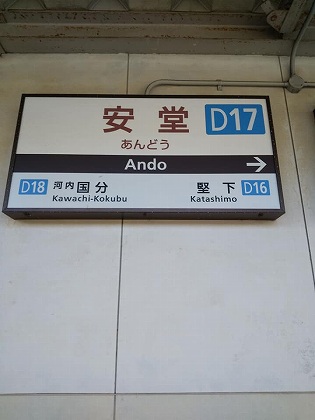 安堂 D17
あんどう
Ando →
D18 河内国分 堅下 D16
Kawachi-Kokubu Katashimo